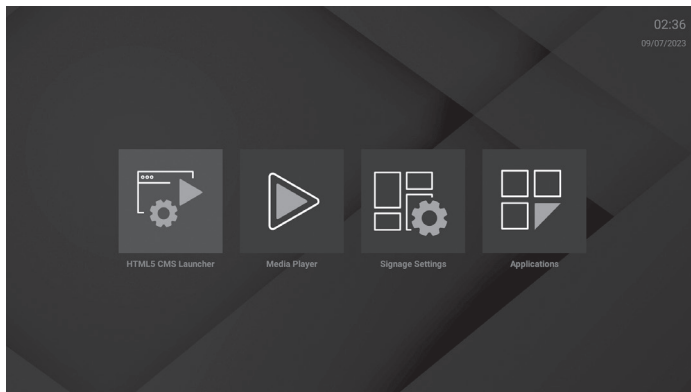 02:36
09/07/2023
HTML5 CMS Launcher
Media Player
Signage Settings
Applications